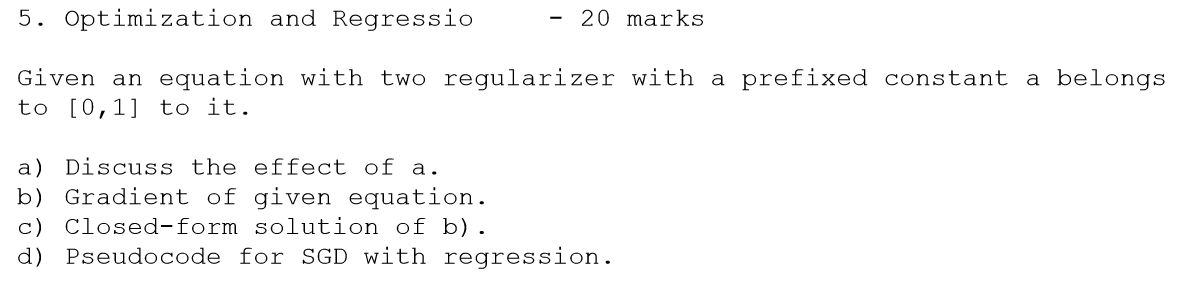 5. Optimization and Regressio - 20 marks
Given an equation with two regularizer with a prefixed constant a belongs
to [0,1] to it.
a) Discuss the effect of a.
b) Gradient of given equation.
c) Closed-form solution of b).
d) Pseudocode for SGD with regression.